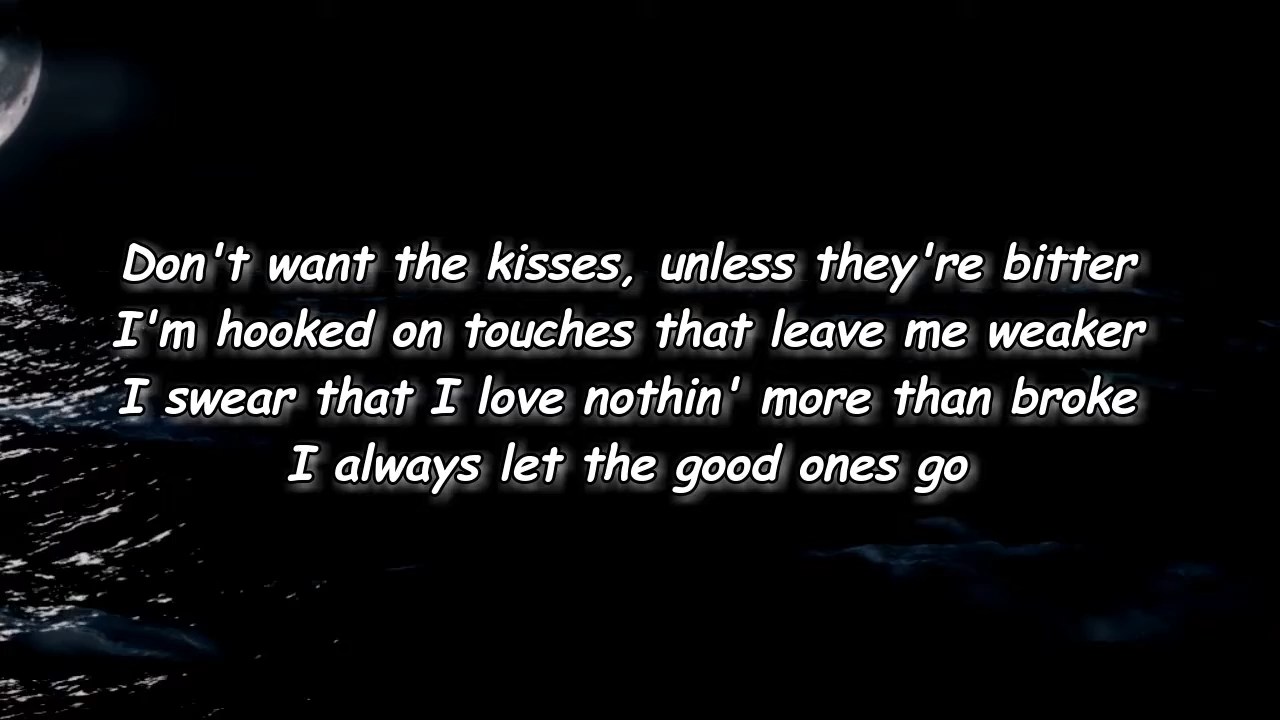 Don't want the kisses, unless they're bitter
I'm hooked on touches that leave me weaker
I swear that I love nothin' more than broke
I always let the good ones go